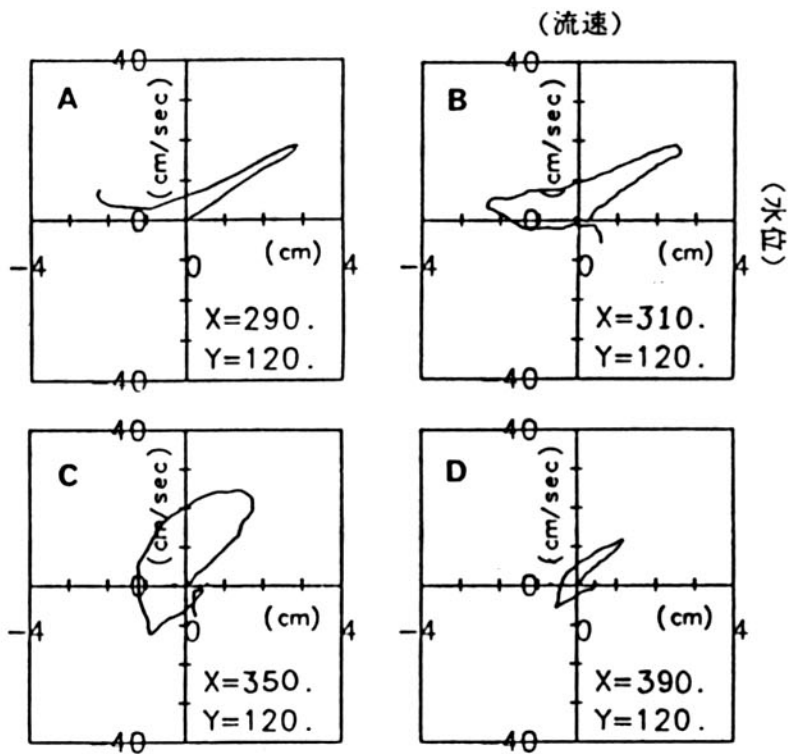 (流速)
40
A
(cm/sec)
0
-4
0
(cm)
4
X=290.
Y=120.
-40
40
B
cm/sec)
0
-4
0
(cm)
4
X=310.
Y=120.
-40
(水位)
40
C
(cm/sec)
0
-4
0
(cm)
4
X=350.
Y=120.
-40
40
D
(cm/sec)
0
-4
0
(cm)
4
X=390.
Y=120.
-40